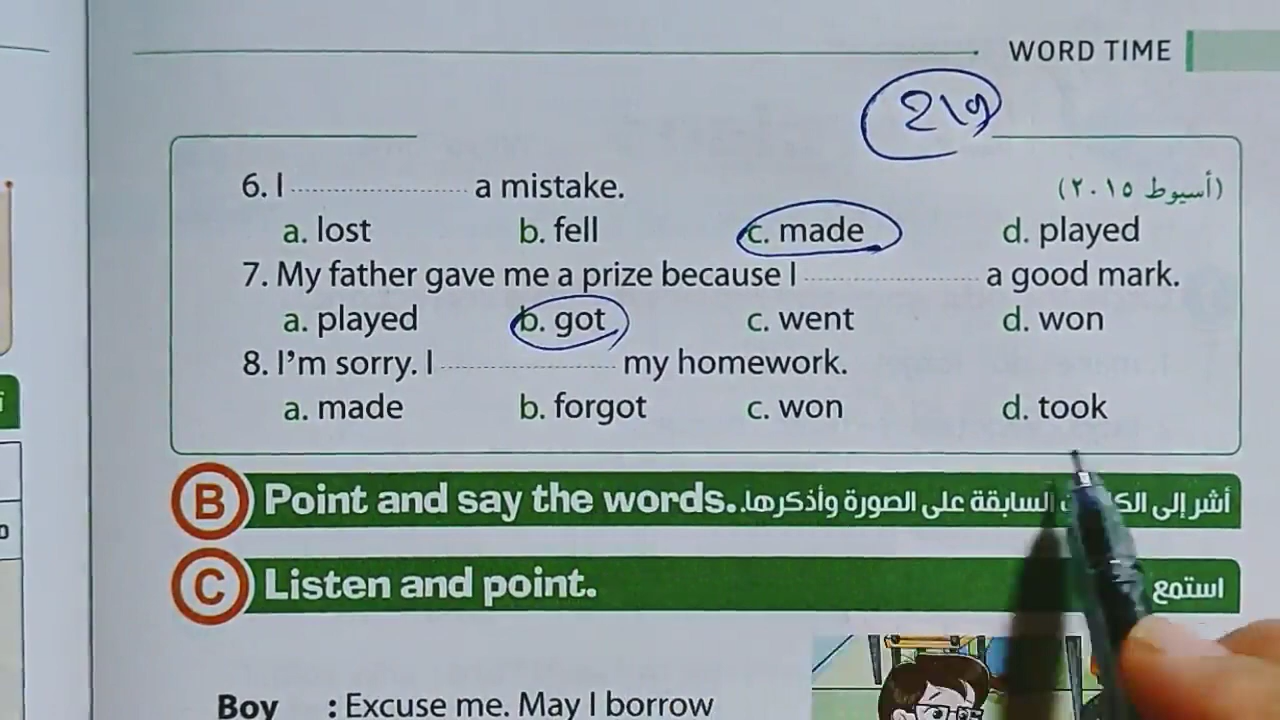 WORD TIME
219
6. I .................... a mistake. (أسيوط ٢٠١٥)
a. lost b. fell c. made d. played
7. My father gave me a prize because I .................... a good mark.
a. played b. got c. went d. won
8. I'm sorry. I .................... my homework.
a. made b. forgot c. won d. took
B Point and say the words. أشر إلى السابقة على الصورة وأذكرها.
C Listen and point. استمع
Boy : Excuse me. May I borrow